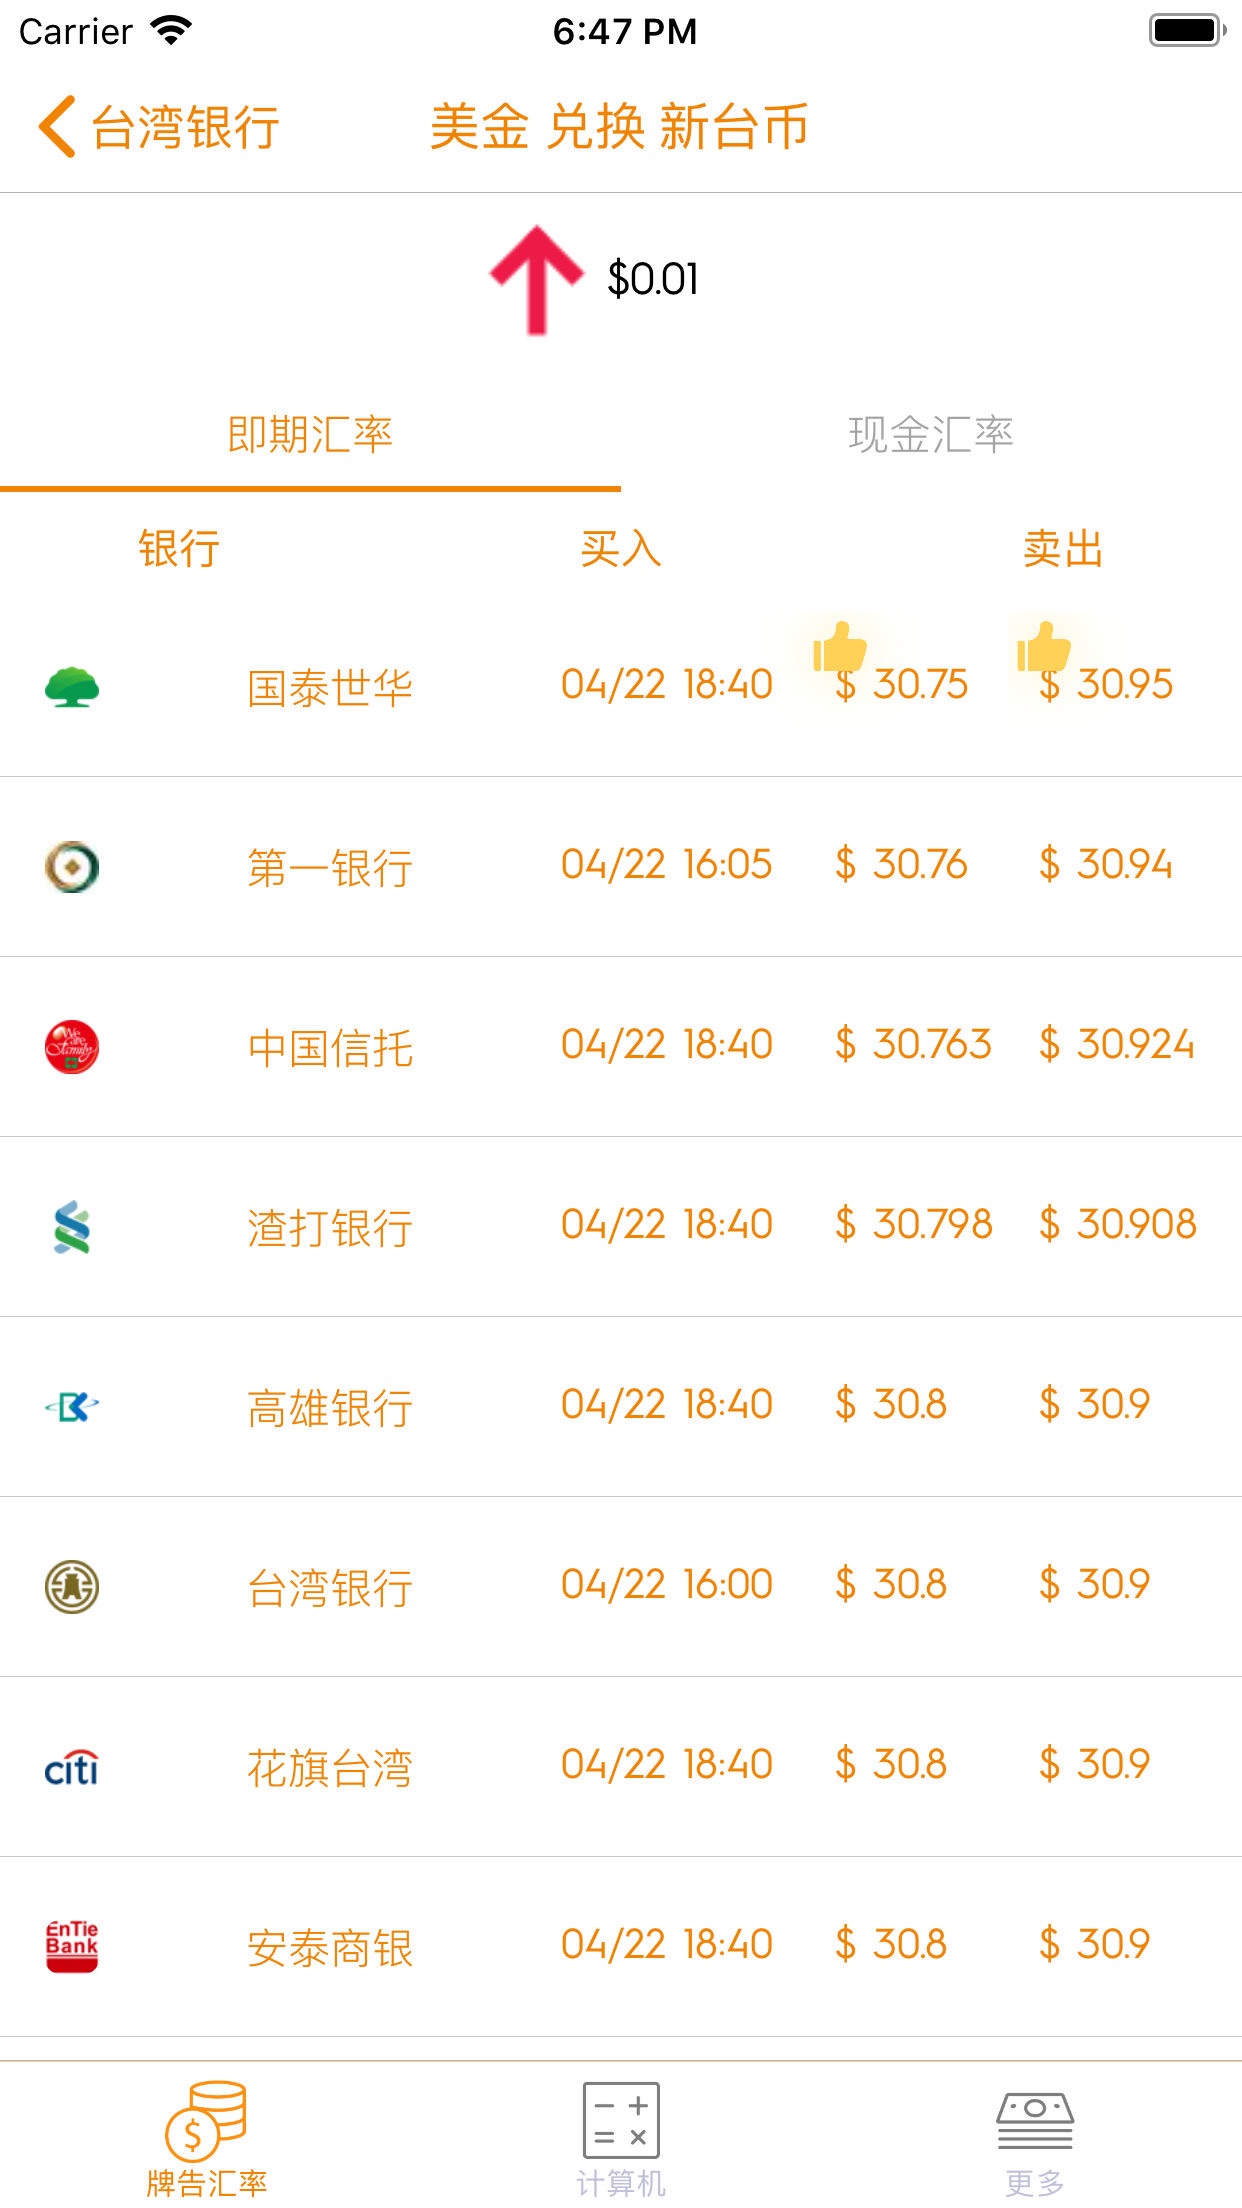 Carrier 6:47 PM
台湾银行 美金 兑换 新台币
$0.01
即期汇率 现金汇率
银行 买入 卖出
国泰世华 04/22 18:40 $ 30.75 $ 30.95
第一银行 04/22 16:05 $ 30.76 $ 30.94
We are Family 中国信托 04/22 18:40 $ 30.763 $ 30.924
渣打银行 04/22 18:40 $ 30.798 $ 30.908
高雄银行 04/22 18:40 $ 30.8 $ 30.9
台湾银行 04/22 16:00 $ 30.8 $ 30.9
citi 花旗台湾 04/22 18:40 $ 30.8 $ 30.9
EnTie
Bank 安泰商银 04/22 18:40 $ 30.8 $ 30.9
牌告汇率 计算机 更多